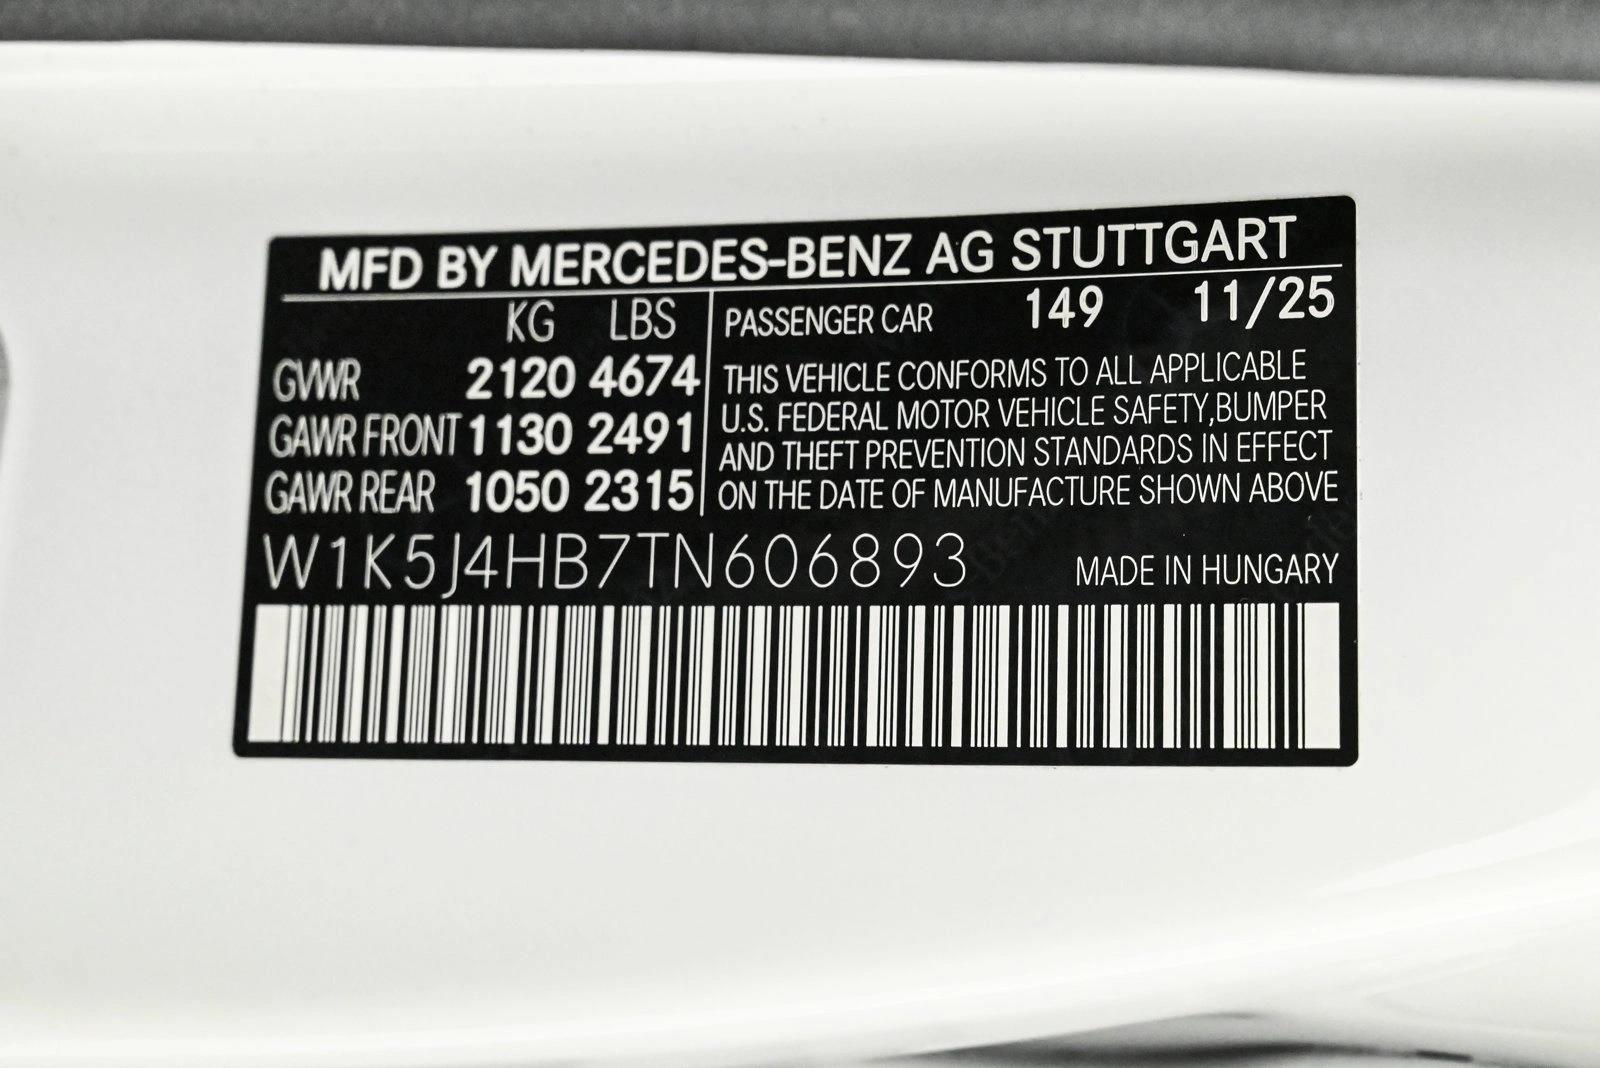 MFD BY MERCEDES-BENZ AG STUTTGART
KG LBS
GVWR 2120 4674
GAWR FRONT 1130 2491
GAWR REAR 1050 2315
PASSENGER CAR 149 11/25
THIS VEHICLE CONFORMS TO ALL APPLICABLE
U.S. FEDERAL MOTOR VEHICLE SAFETY,BUMPER
AND THEFT PREVENTION STANDARDS IN EFFECT
ON THE DATE OF MANUFACTURE SHOWN ABOVE
W1K5J4HB7TN606893
MADE IN HUNGARY